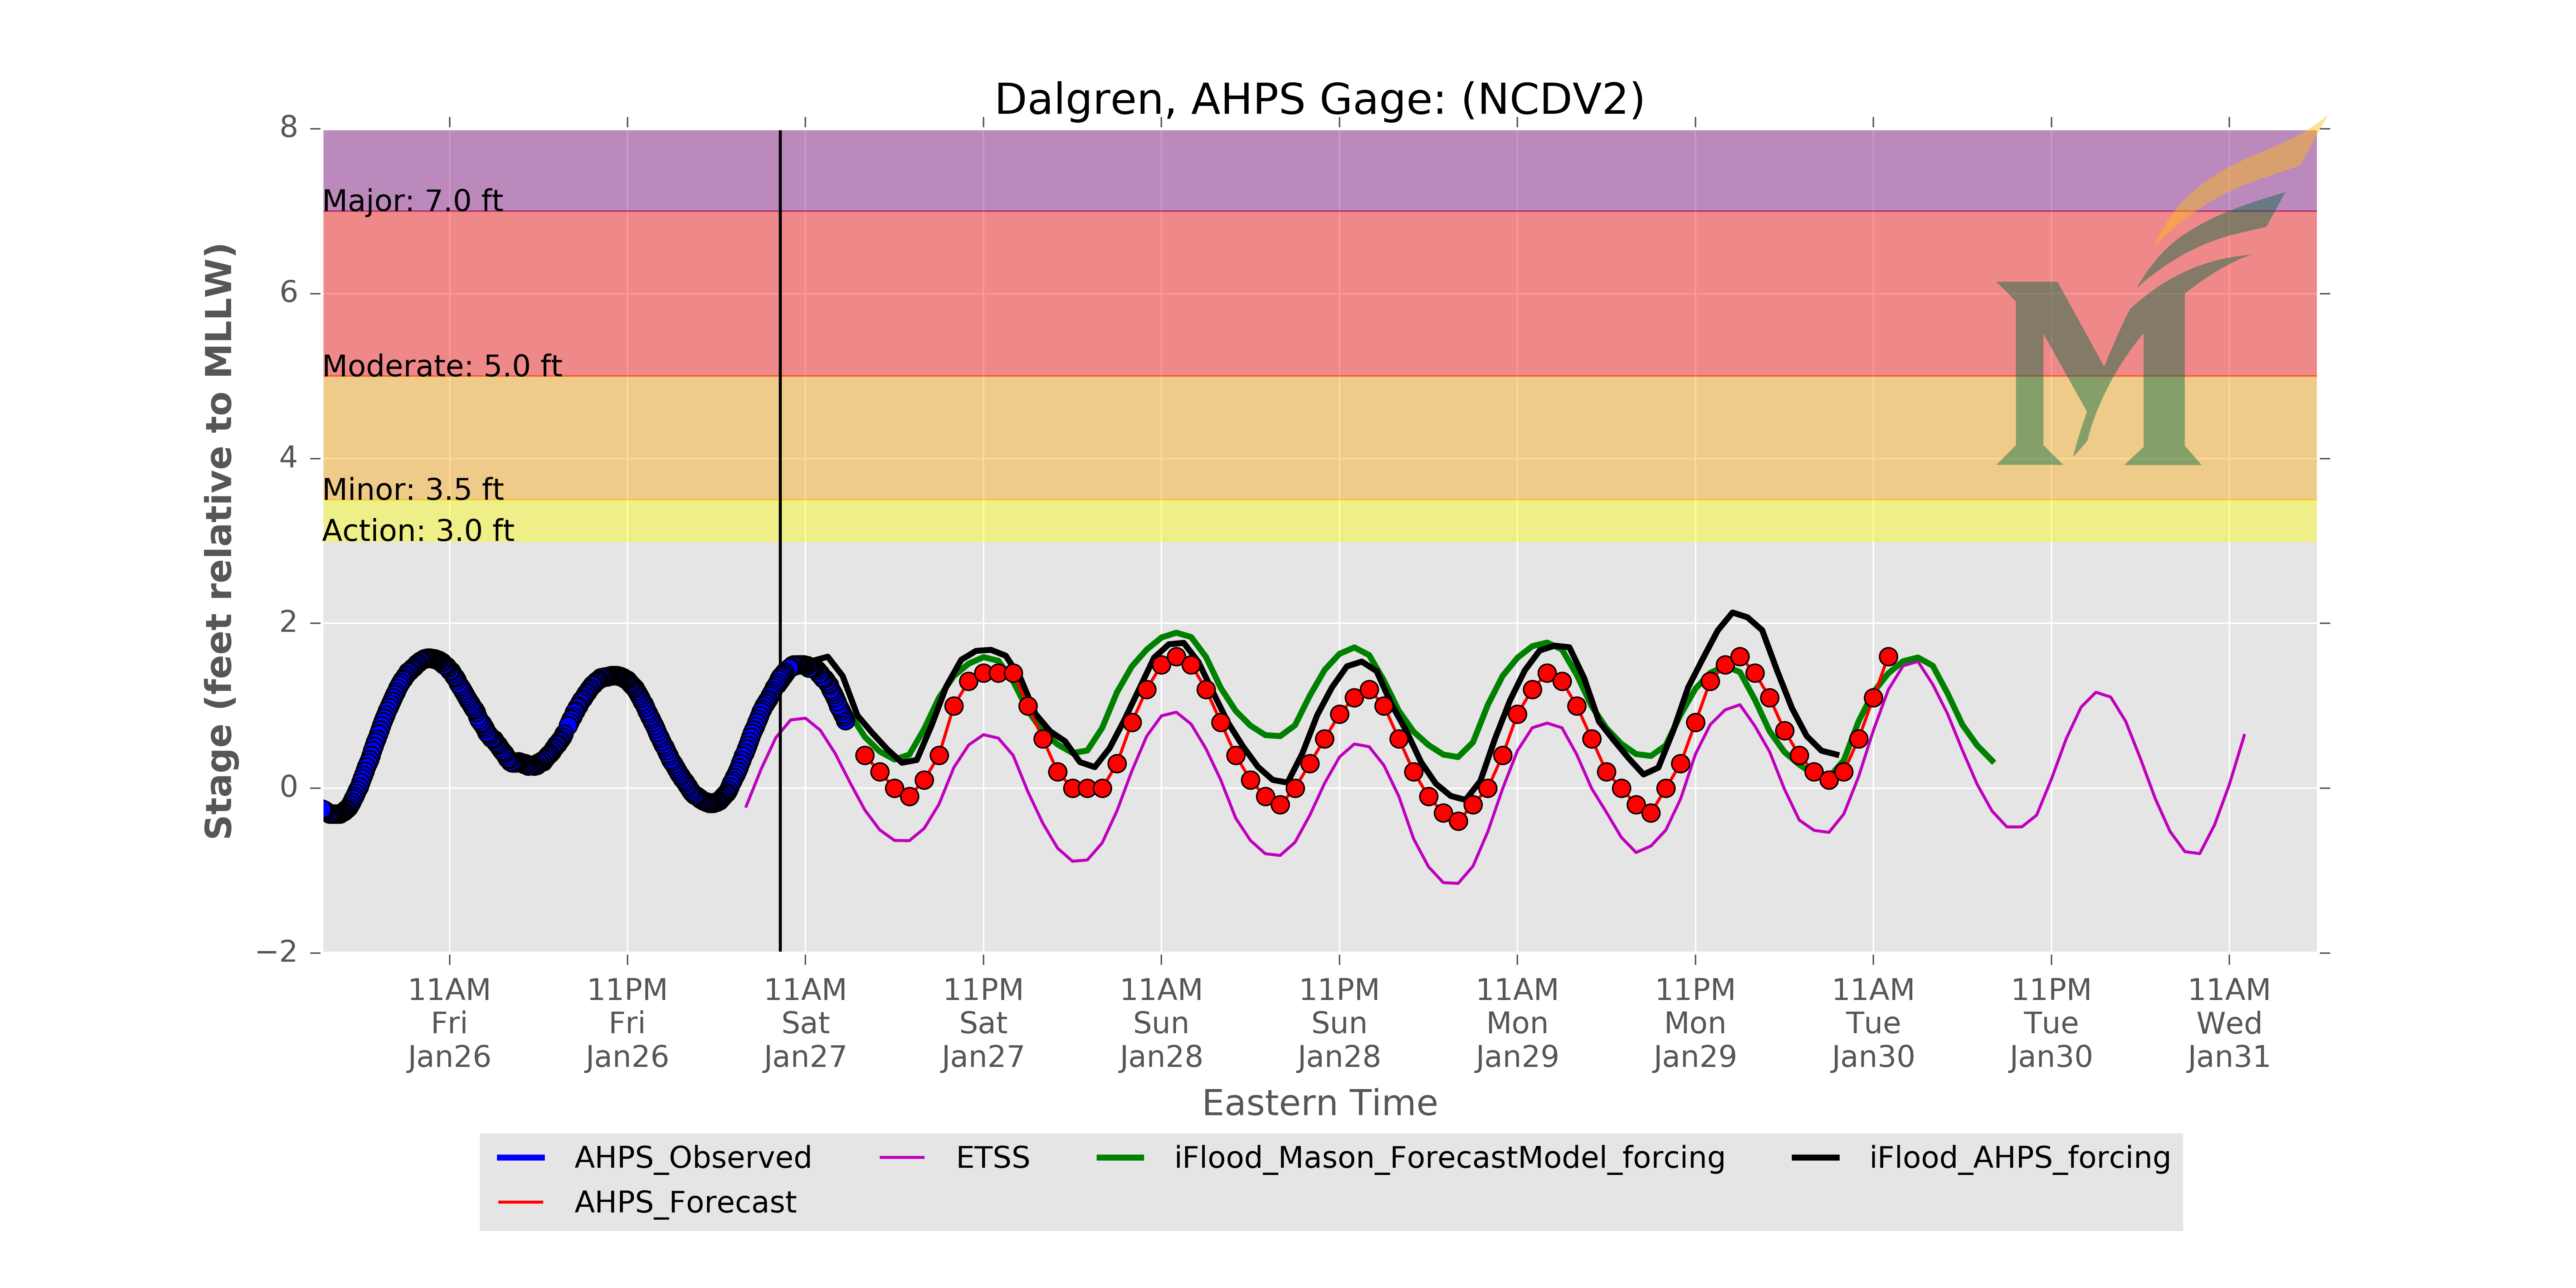 Dalgren, AHPS Gage: (NCDV2)
8
Major: 7.0 ft
6
Moderate: 5.0 ft
4
Minor: 3.5 ft
Action: 3.0 ft
2
0
−2
Stage (feet relative to MLLW)
11AM 11PM 11AM 11PM 11AM 11PM 11AM 11PM 11AM 11PM 11AM
Fri Fri Sat Sat Sun Sun Mon Mon Tue Tue Wed
Jan26 Jan26 Jan27 Jan27 Jan28 Jan28 Jan29 Jan29 Jan30 Jan30 Jan31
Eastern Time
AHPS_Observed ETSS iFlood_Mason_ForecastModel_forcing iFlood_AHPS_forcing
AHPS_Forecast
M